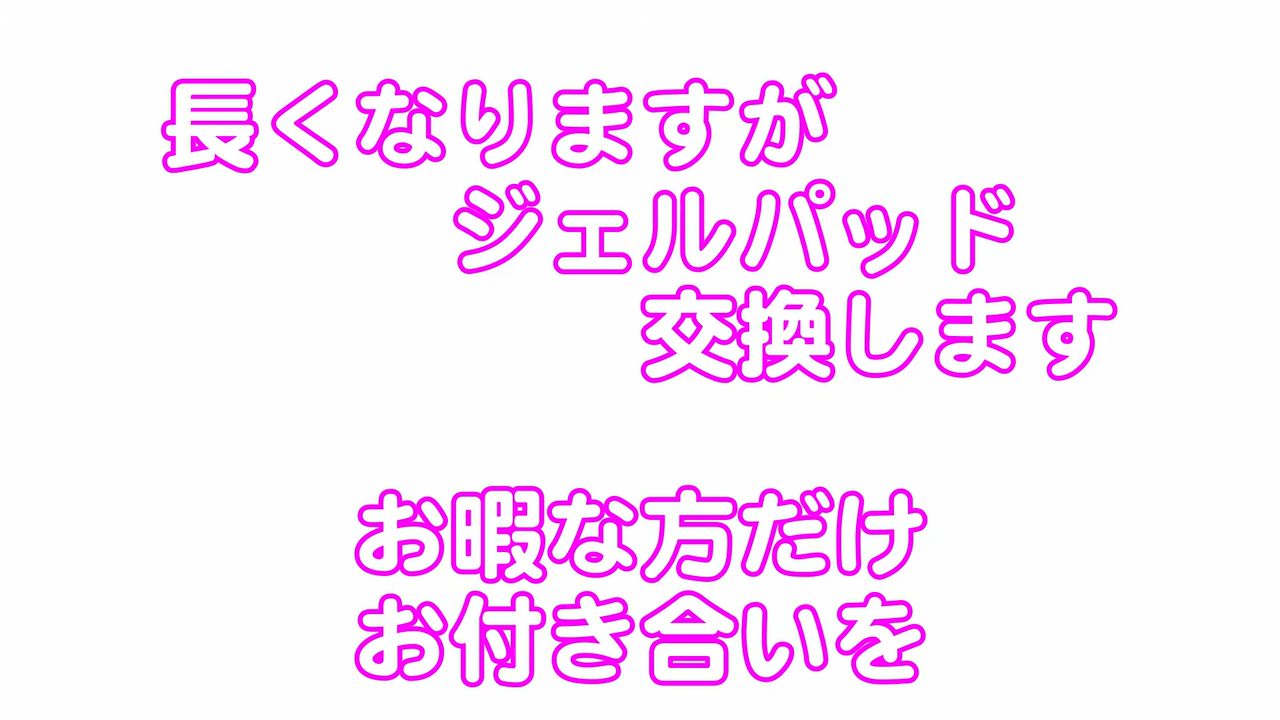 長くなりますが
ジェルパッド
交換します
お暇な方だけ
お付き合いを